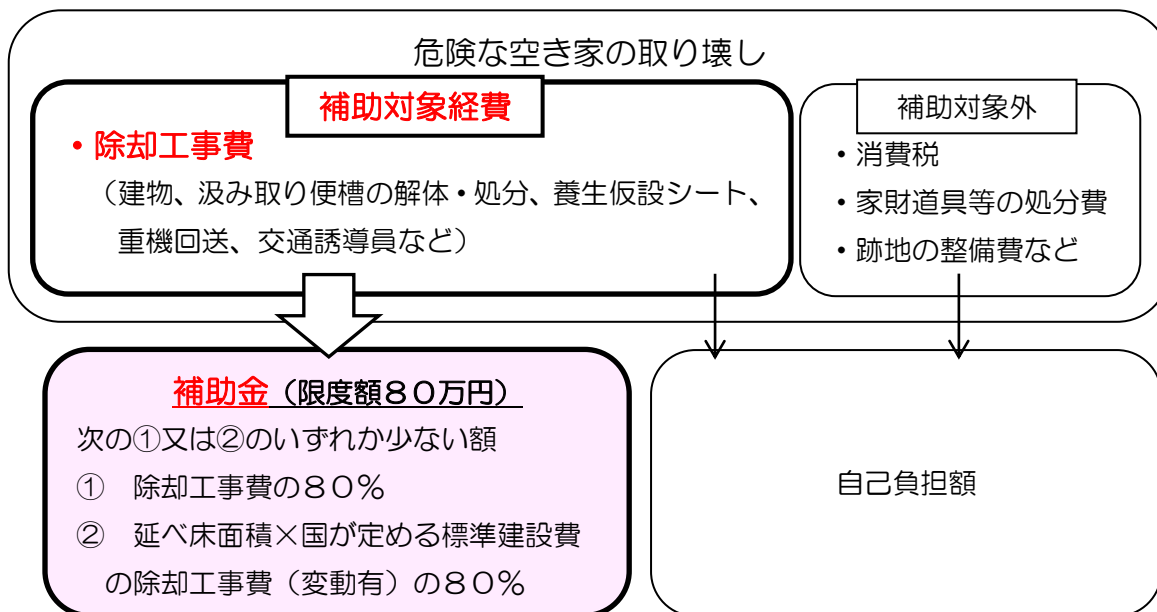 危険な空き家の取り壊し
補助対象経費
・除却工事費
（建物、汲み取り便槽の解体・処分、養生仮設シート、
重機回送、交通誘導員など）
補助対象外
・消費税
・家財道具等の処分費
・跡地の整備費など
補助金（限度額８０万円）
次の①又は②のいずれか少ない額
①　除却工事費の８０％
②　延べ床面積×国が定める標準建設費
の除却工事費（変動有）の８０％
自己負担額